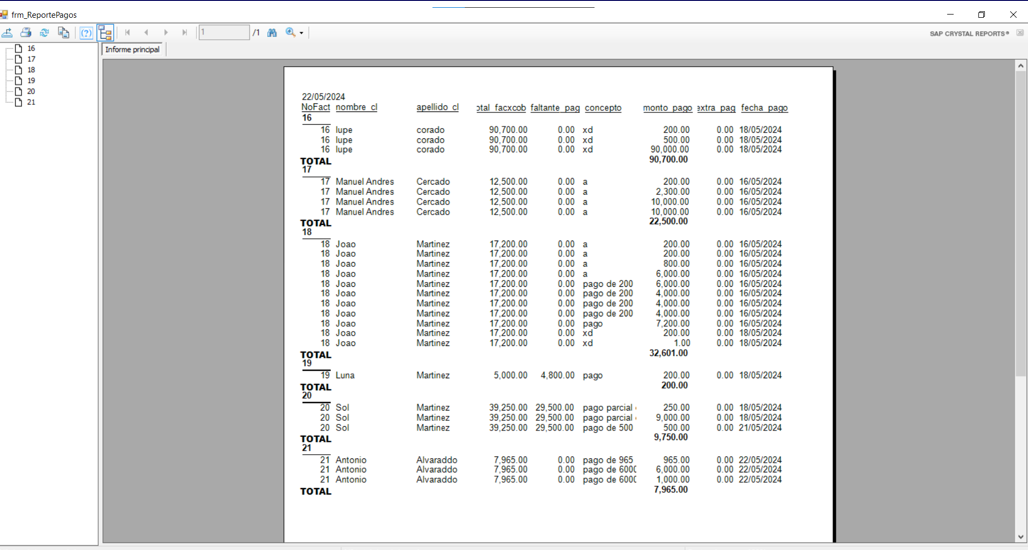 frm_ReportePagos
1 /1 SAP CRYSTAL REPORTS®
Informe principal
16
17
18
19
20
21
22/05/2024
NoFact nombre_cl apellido_cl otal_facxcob faltante_pag concepto monto_pago extra_pag fecha_pago
16
16 lupe corado 90,700.00 0.00 xd 200.00 0.00 18/05/2024
16 lupe corado 90,700.00 0.00 xd 500.00 0.00 18/05/2024
16 lupe corado 90,700.00 0.00 xd 90,000.00 0.00 18/05/2024
TOTAL 90,700.00
17
17 Manuel Andres Cercado 12,500.00 0.00 a 200.00 0.00 16/05/2024
17 Manuel Andres Cercado 12,500.00 0.00 a 2,300.00 0.00 16/05/2024
17 Manuel Andres Cercado 12,500.00 0.00 a 10,000.00 0.00 16/05/2024
17 Manuel Andres Cercado 12,500.00 0.00 a 10,000.00 0.00 16/05/2024
TOTAL 22,500.00
18
18 Joao Martinez 17,200.00 0.00 a 200.00 0.00 16/05/2024
18 Joao Martinez 17,200.00 0.00 a 200.00 0.00 16/05/2024
18 Joao Martinez 17,200.00 0.00 a 800.00 0.00 16/05/2024
18 Joao Martinez 17,200.00 0.00 a 6,000.00 0.00 16/05/2024
18 Joao Martinez 17,200.00 0.00 pago de 200 6,000.00 0.00 16/05/2024
18 Joao Martinez 17,200.00 0.00 pago de 200 4,000.00 0.00 16/05/2024
18 Joao Martinez 17,200.00 0.00 pago de 200 4,000.00 0.00 16/05/2024
18 Joao Martinez 17,200.00 0.00 pago de 200 4,000.00 0.00 16/05/2024
18 Joao Martinez 17,200.00 0.00 pago 7,200.00 0.00 16/05/2024
18 Joao Martinez 17,200.00 0.00 xd 200.00 0.00 18/05/2024
18 Joao Martinez 17,200.00 0.00 xd 1.00 0.00 18/05/2024
TOTAL 32,601.00
19
19 Luna Martinez 5,000.00 4,800.00 pago 200.00 0.00 18/05/2024
TOTAL 200.00
20
20 Sol Martinez 39,250.00 29,500.00 pago parcial 250.00 0.00 18/05/2024
20 Sol Martinez 39,250.00 29,500.00 pago parcial 9,000.00 0.00 18/05/2024
20 Sol Martinez 39,250.00 29,500.00 pago de 500 500.00 0.00 21/05/2024
TOTAL 9,750.00
21
21 Antonio Alvaraddo 7,965.00 0.00 pago de 965 965.00 0.00 22/05/2024
21 Antonio Alvaraddo 7,965.00 0.00 pago de 6000 6,000.00 0.00 22/05/2024
21 Antonio Alvaraddo 7,965.00 0.00 pago de 6000 1,000.00 0.00 22/05/2024
TOTAL 7,965.00